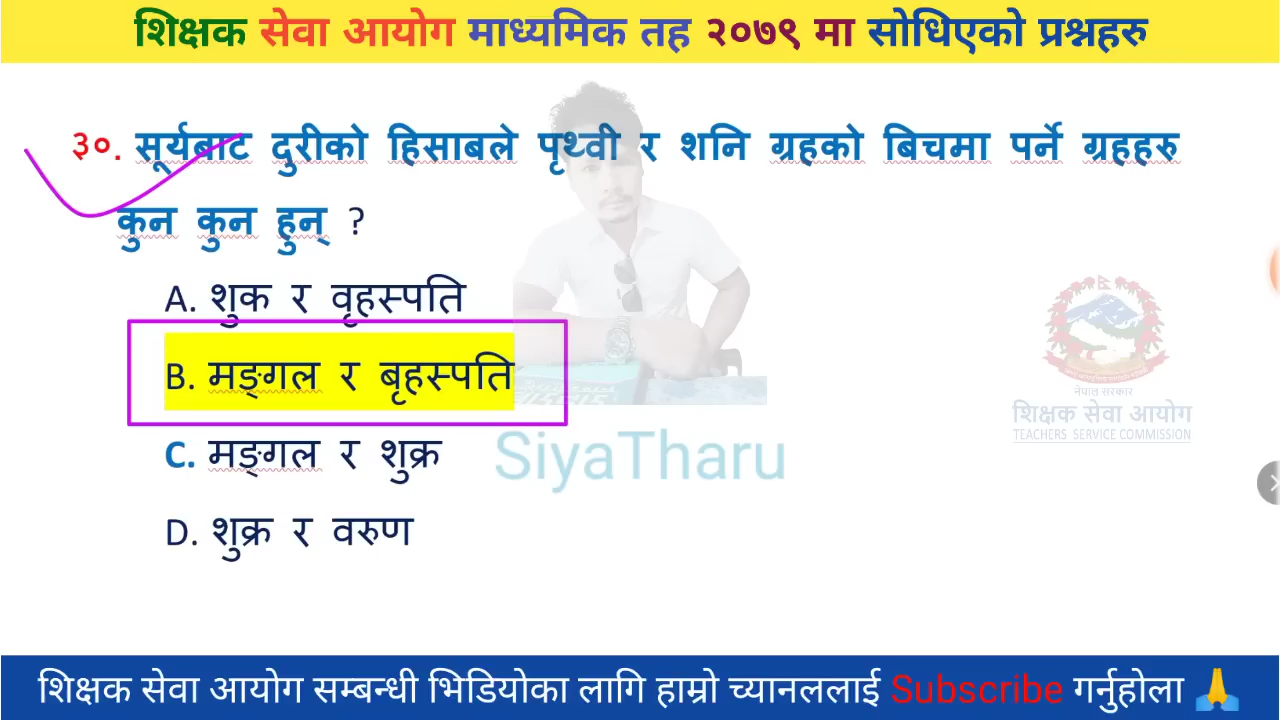 शिक्षक सेवा आयोग माध्यमिक तह २०७९ मा सोधिएको प्रश्नहरु
३०. सूर्यबाट दुरीको हिसाबले पृथ्वी र शनि ग्रहको बिचमा पर्ने ग्रहहरु
कुन कुन हुन् ?
A. शुक र वृहस्पति
B. मङ्गल र बृहस्पति
C. मङ्गल र शुक्र
D. शुक्र र वरुण
SiyaTharu
नेपाल सरकार
शिक्षक सेवा आयोग
TEACHERS SERVICE COMMISSION
शिक्षक सेवा आयोग सम्बन्धी भिडियोका लागि हाम्रो च्यानललाई Subscribe गर्नुहोला 🙏